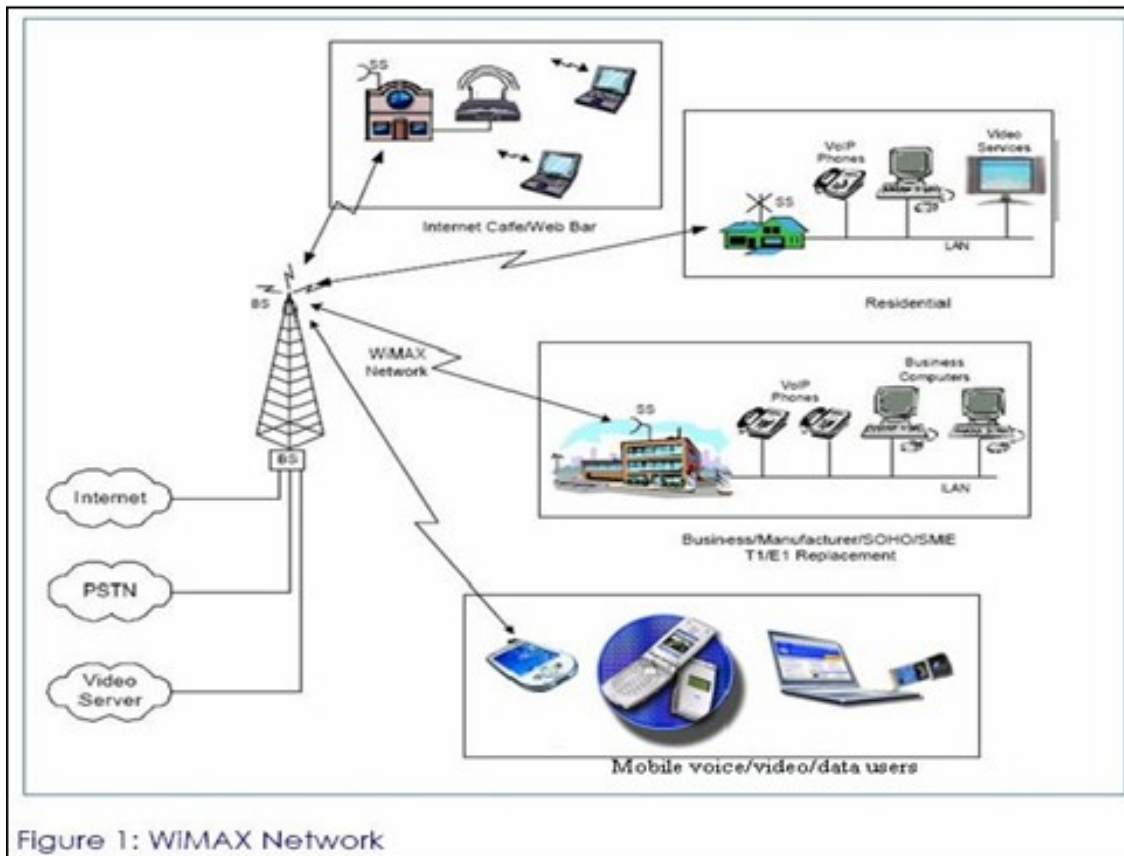 SS
Internet Cafe/Web Bar
VoIP
Phones
Video
Services
SS
LAN
Residential
BS
WiMAX
Network
SS
VoIP
Phones
Business
Computers
LAN
Business/Manufacturer/SOHO/SME
T1/E1 Replacement
BS
Internet
PSTN
Video
Server
Mobile voice/video/data users
Figure 1: WiMAX Network